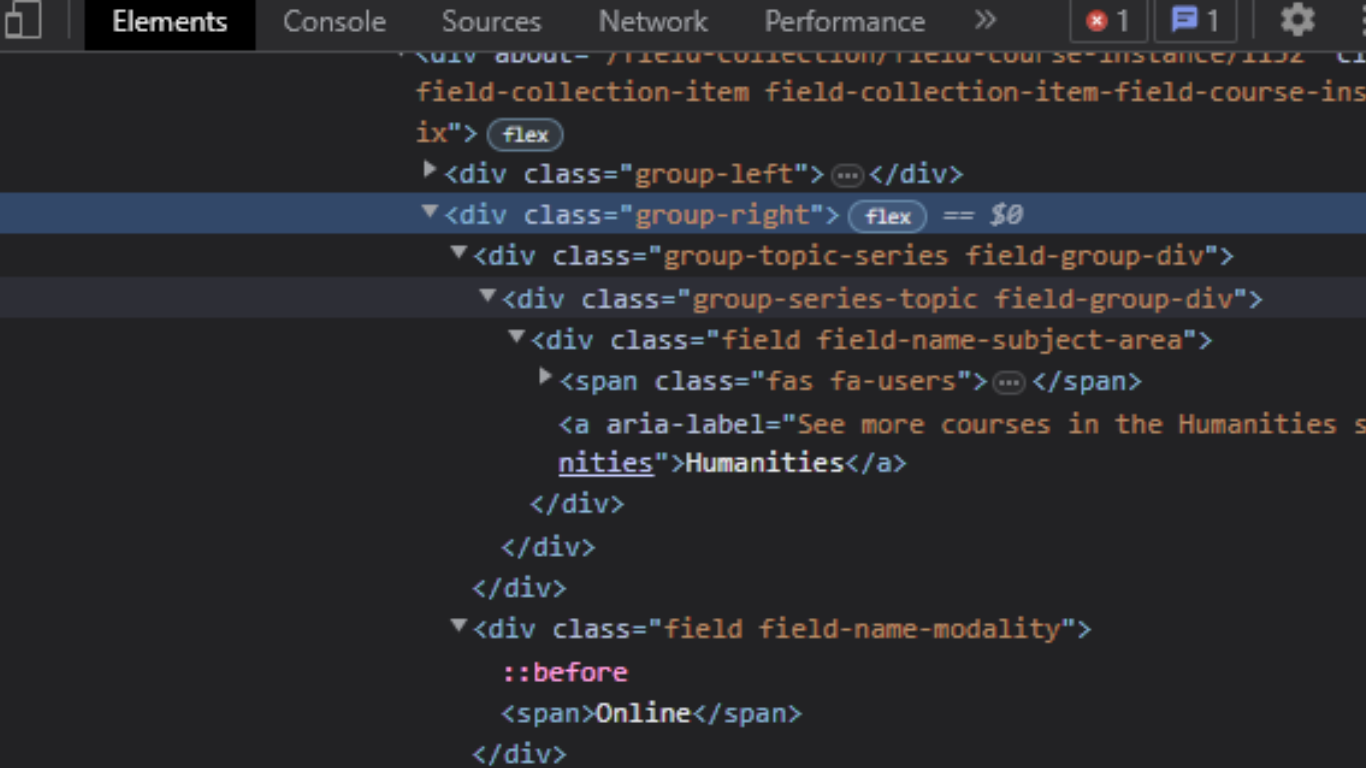 Elements Console Sources Network Performance 1 1
<div about="/field-collection/field-course-instance/1152" cl
field-collection-item field-collection-item-field-course-ins
ix"> flex
<div class="group-left"> ⋯ </div>
<div class="group-right"> flex == $0
<div class="group-topic-series field-group-div">
<div class="group-series-topic field-group-div">
<div class="field field-name-subject-area">
<span class="fas fa-users"> ⋯ </span>
<a aria-label="See more courses in the Humanities s
nities">Humanities</a>
</div>
</div>
</div>
<div class="field field-name-modality">
::before
<span>Online</span>
</div>